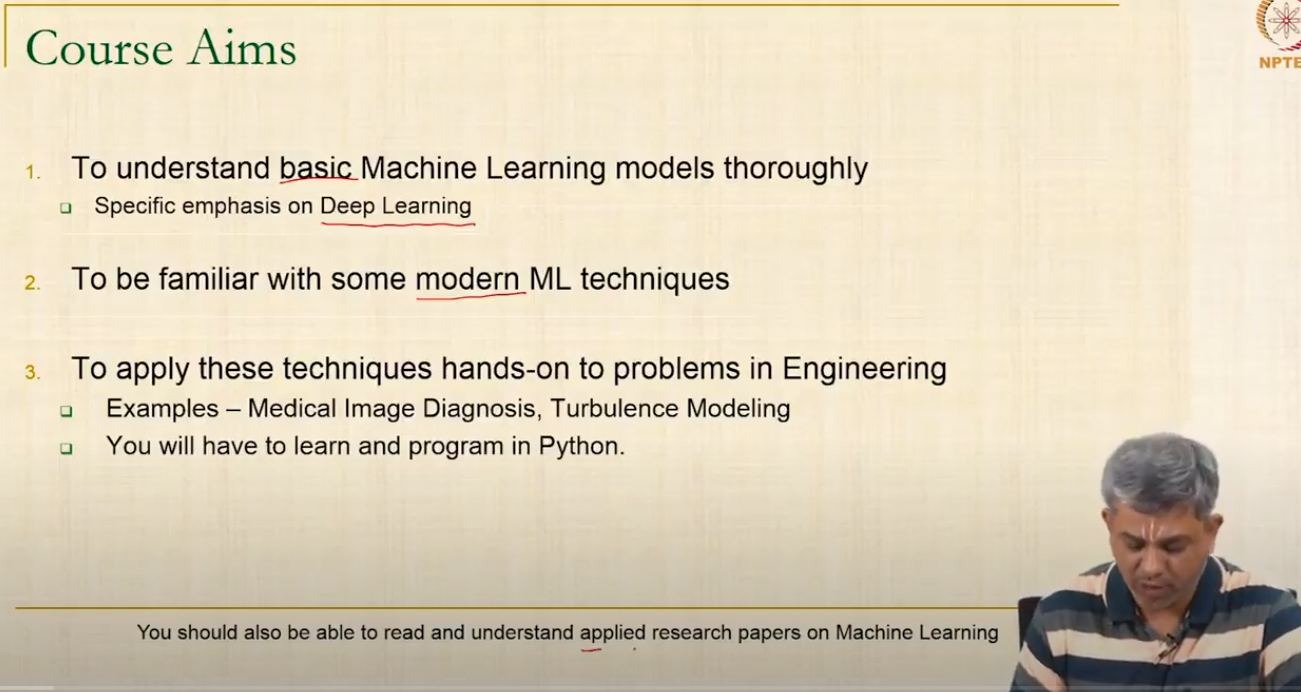 Course Aims
NPTE
1. To understand basic Machine Learning models thoroughly
Specific emphasis on Deep Learning
2. To be familiar with some modern ML techniques
3. To apply these techniques hands-on to problems in Engineering
Examples – Medical Image Diagnosis, Turbulence Modeling
You will have to learn and program in Python.
You should also be able to read and understand applied research papers on Machine Learning